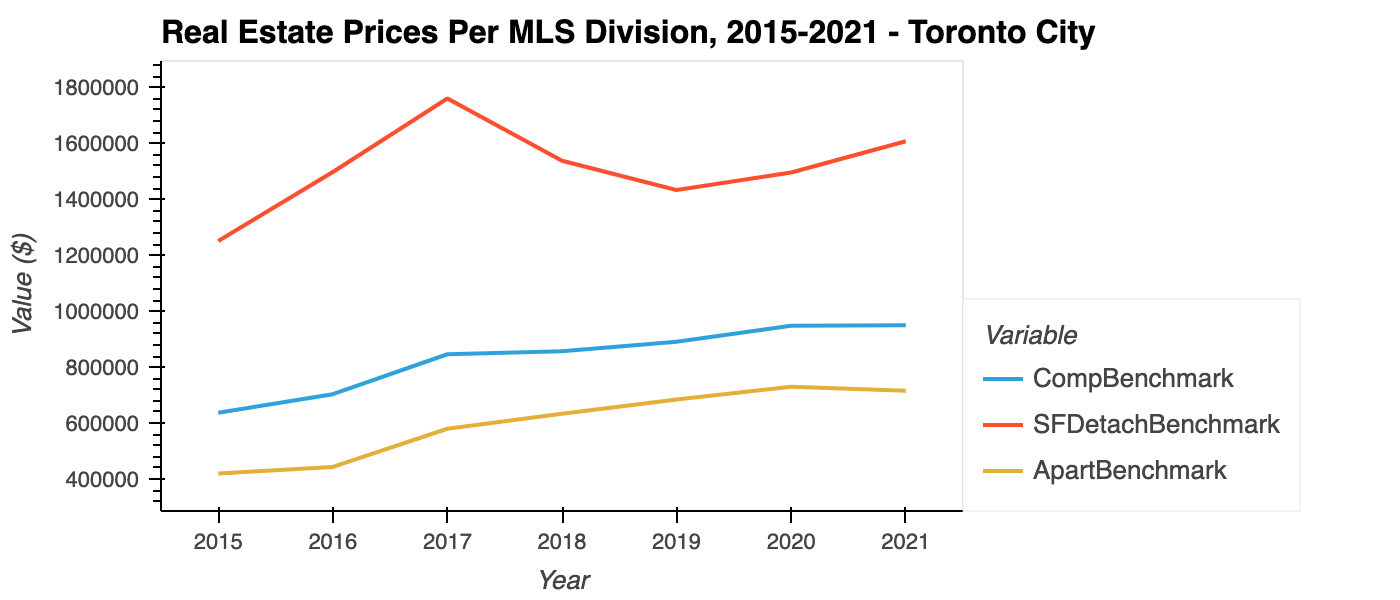 Real Estate Prices Per MLS Division, 2015-2021 - Toronto City
Value ($)
1800000
1600000
1400000
1200000
1000000
800000
600000
400000
2015 2016 2017 2018 2019 2020 2021
Year
Variable
CompBenchmark
SFDetachBenchmark
ApartBenchmark